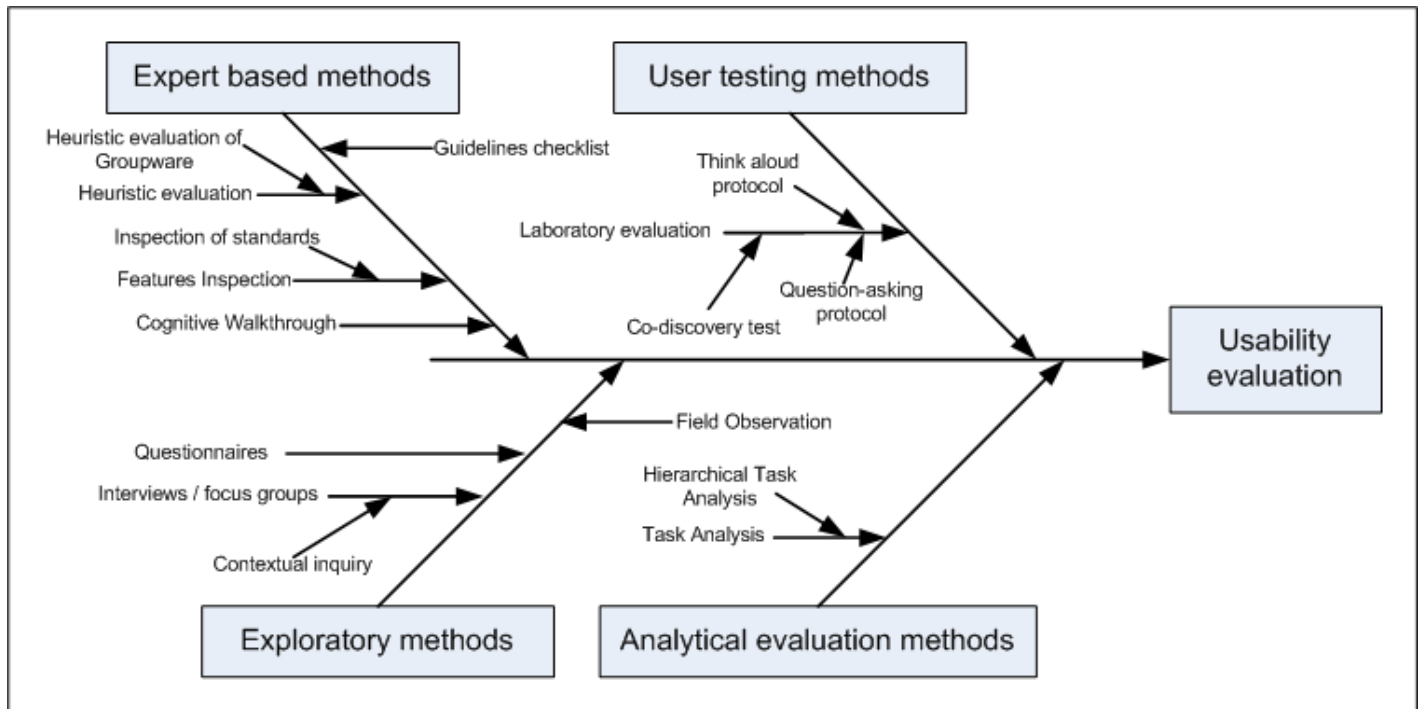 Expert based methods
User testing methods
Heuristic evaluation of
Groupware
Guidelines checklist
Think aloud
protocol
Heuristic evaluation
Laboratory evaluation
Inspection of standards
Features Inspection
Question-asking
protocol
Cognitive Walkthrough
Co-discovery test
Usability
evaluation
Field Observation
Questionnaires
Hierarchical Task
Analysis
Interviews / focus groups
Task Analysis
Contextual inquiry
Exploratory methods
Analytical evaluation methods